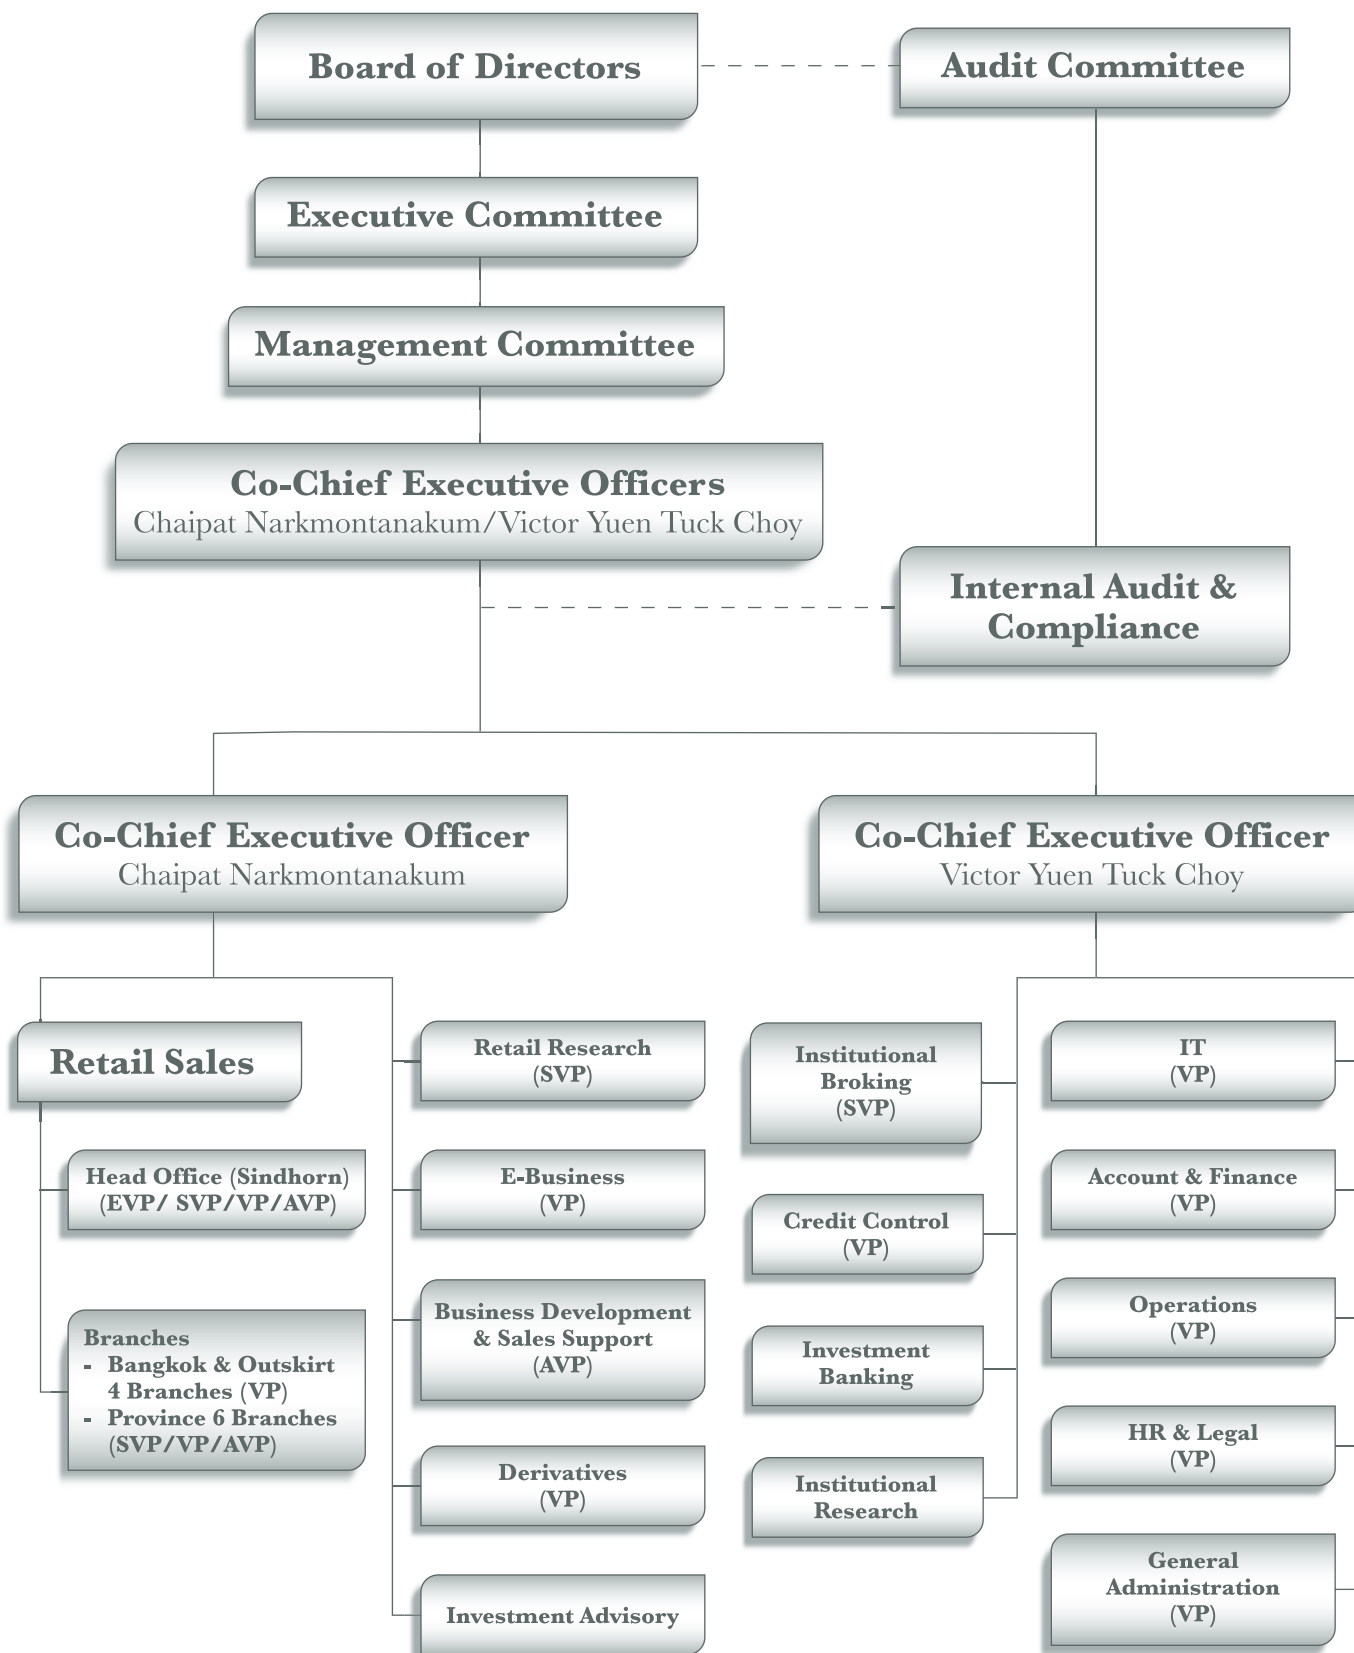 Board of Directors
Audit Committee
Executive Committee
Management Committee
Co-Chief Executive Officers
Chaipat Narkmontanakum/Victor Yuen Tuck Choy
Internal Audit &
Compliance
Co-Chief Executive Officer
Chaipat Narkmontanakum
Co-Chief Executive Officer
Victor Yuen Tuck Choy
Retail Sales
Head Office (Sindhorn)
(EVP/ SVP/VP/AVP)
Branches
- Bangkok & Outskirt
4 Branches (VP)
- Province 6 Branches
(SVP/VP/AVP)
Retail Research
(SVP)
E-Business
(VP)
Business Development
& Sales Support
(AVP)
Derivatives
(VP)
Investment Advisory
Institutional
Broking
(SVP)
Credit Control
(VP)
Investment
Banking
Institutional
Research
IT
(VP)
Account & Finance
(VP)
Operations
(VP)
HR & Legal
(VP)
General
Administration
(VP)